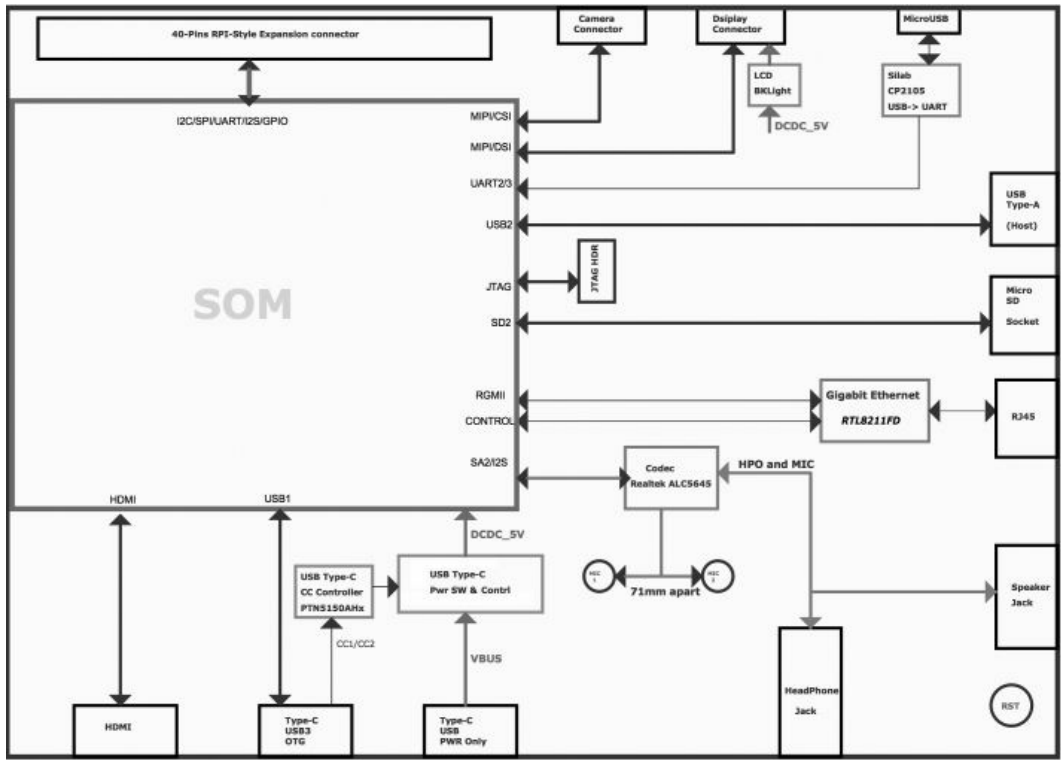 40-Pins RPI-Style Expansion connector
Camera
Connector
Dsiplay
Connector
MicroUSB
LCD
BKLight
Silab
CP2105
USB-> UART
DCDC_5V
I2C/SPI/UART/I2S/GPIO
MIPI/CSI
MIPI/DSI
UART2/3
USB2
USB
Type-A
(Host)
JTAG HDR
JTAG
SOM
SD2
Micro
SD
Socket
RGMII
CONTROL
Gigabit Ethernet
RTL8211FD
RJ45
SA2/I2S
Codec
Realtek ALC5645
HPO and MIC
HDMI
USB1
DCDC_5V
USB Type-C
CC Controller
PTN5150AHx
USB Type-C
Pwr SW & Contrl
MIC
1
MIC
2
71mm apart
Speaker
Jack
CC1/CC2
VBUS
HeadPhone
Jack
RST
HDMI
Type-C
USB3
OTG
Type-C
USB
PWR Only